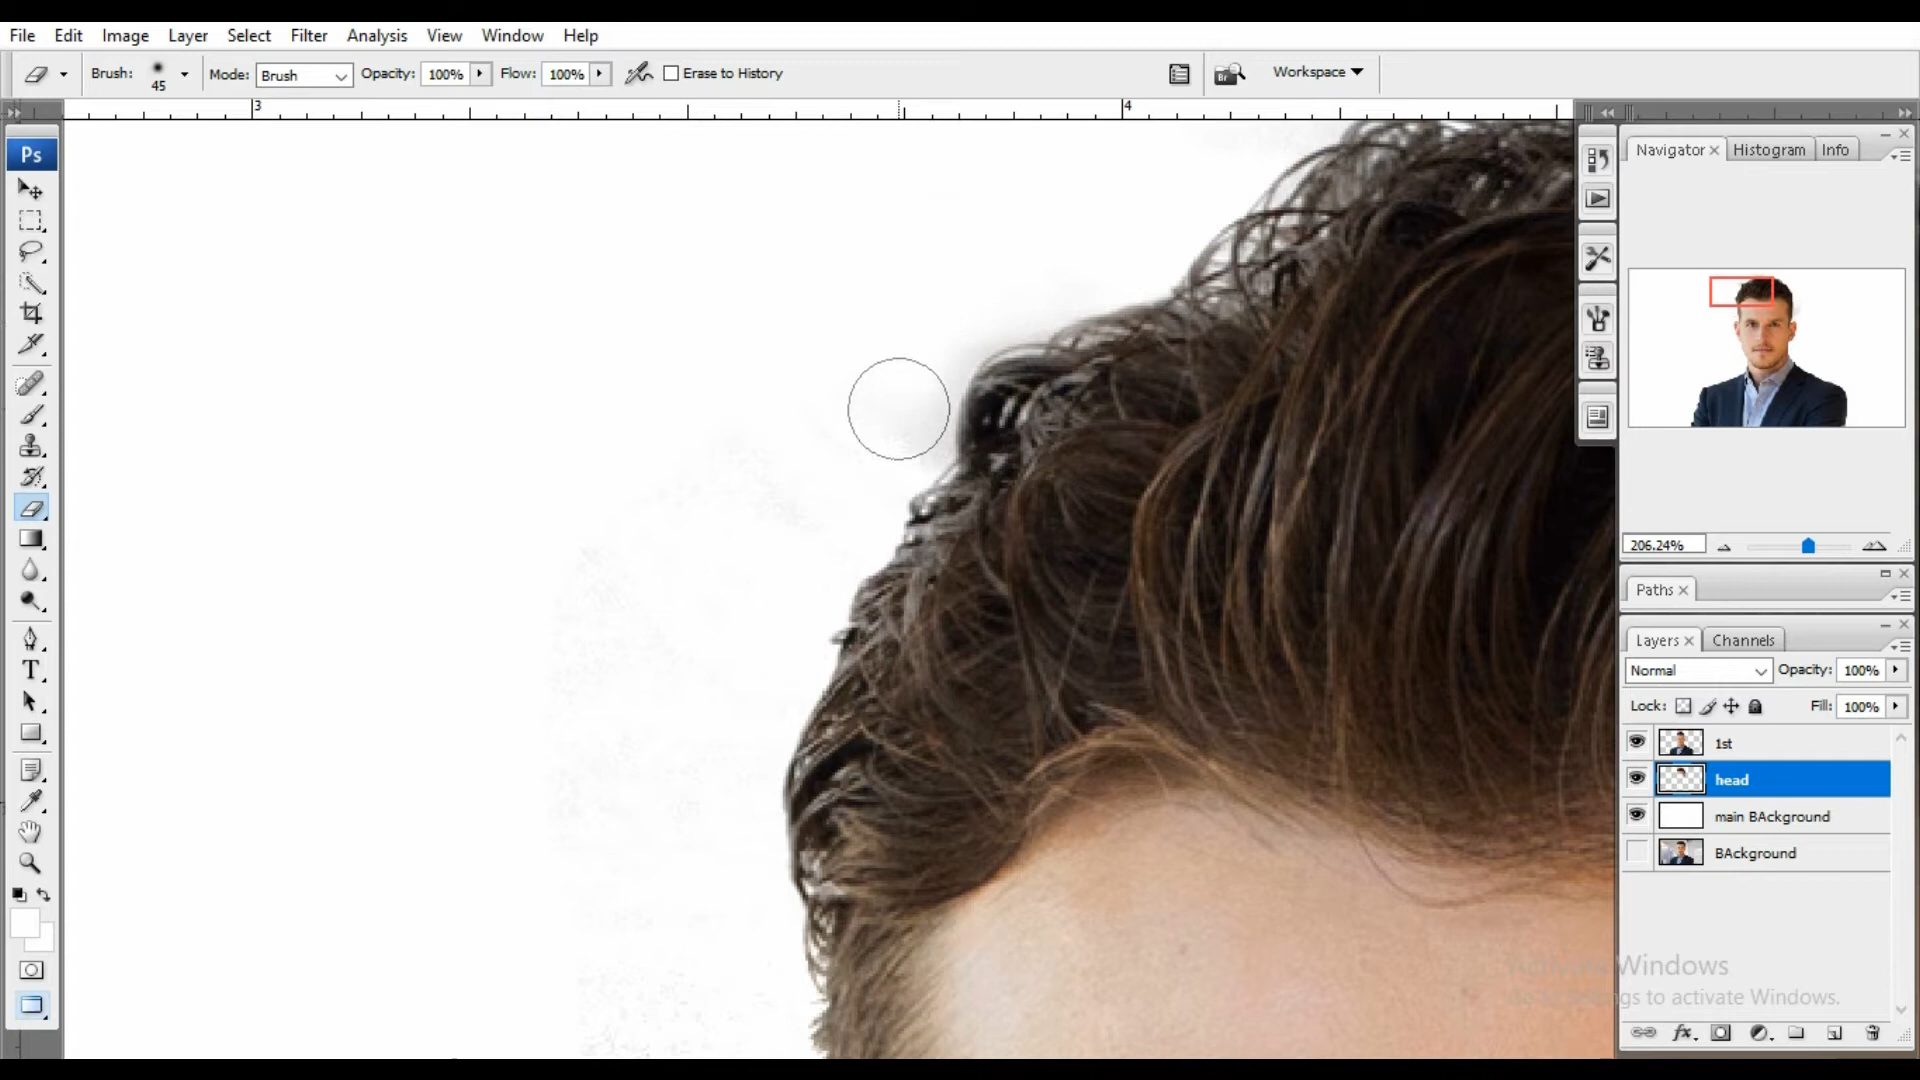 File Edit Image Layer Select Filter Analysis View Window Help
Brush: 45 Mode: Brush Opacity: 100% Flow: 100% Erase to History Workspace
3 4
Ps
Navigator Histogram Info
206.24%
Paths
Layers Channels
Normal Opacity: 100%
Lock: Fill: 100%
1st
head
main BAckground
BAckground
Windows
to activate Windows.